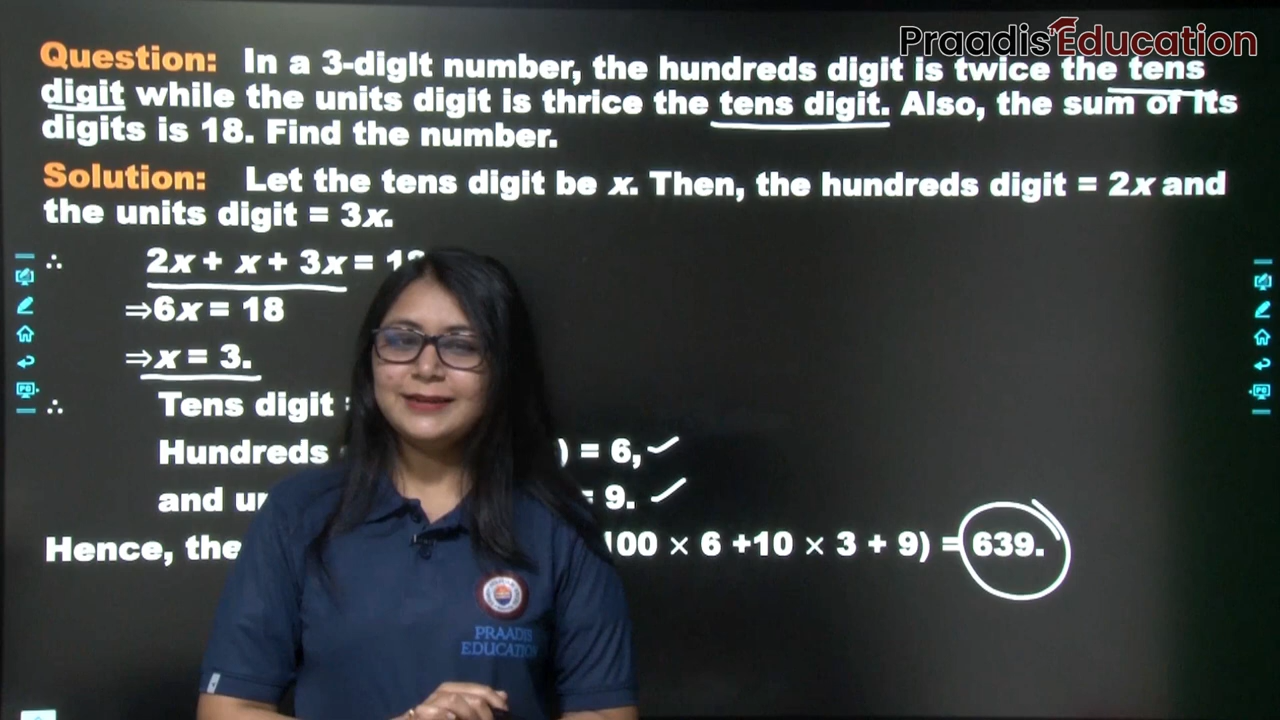 Praadis Education
Question: In a 3-digit number, the hundreds digit is twice the tens
digit while the units digit is thrice the tens digit. Also, the sum of its
digits is 18. Find the number.
Solution: Let the tens digit be x. Then, the hundreds digit = 2x and
the units digit = 3x.
∴ 2x + x + 3x = 18
⇒6x = 18
⇒x = 3.
∴ Tens digit
Hundreds ) = 6,
and = 9.
Hence, the 100 × 6 +10 × 3 + 9) = 639.
PRAADIS
EDUCATION